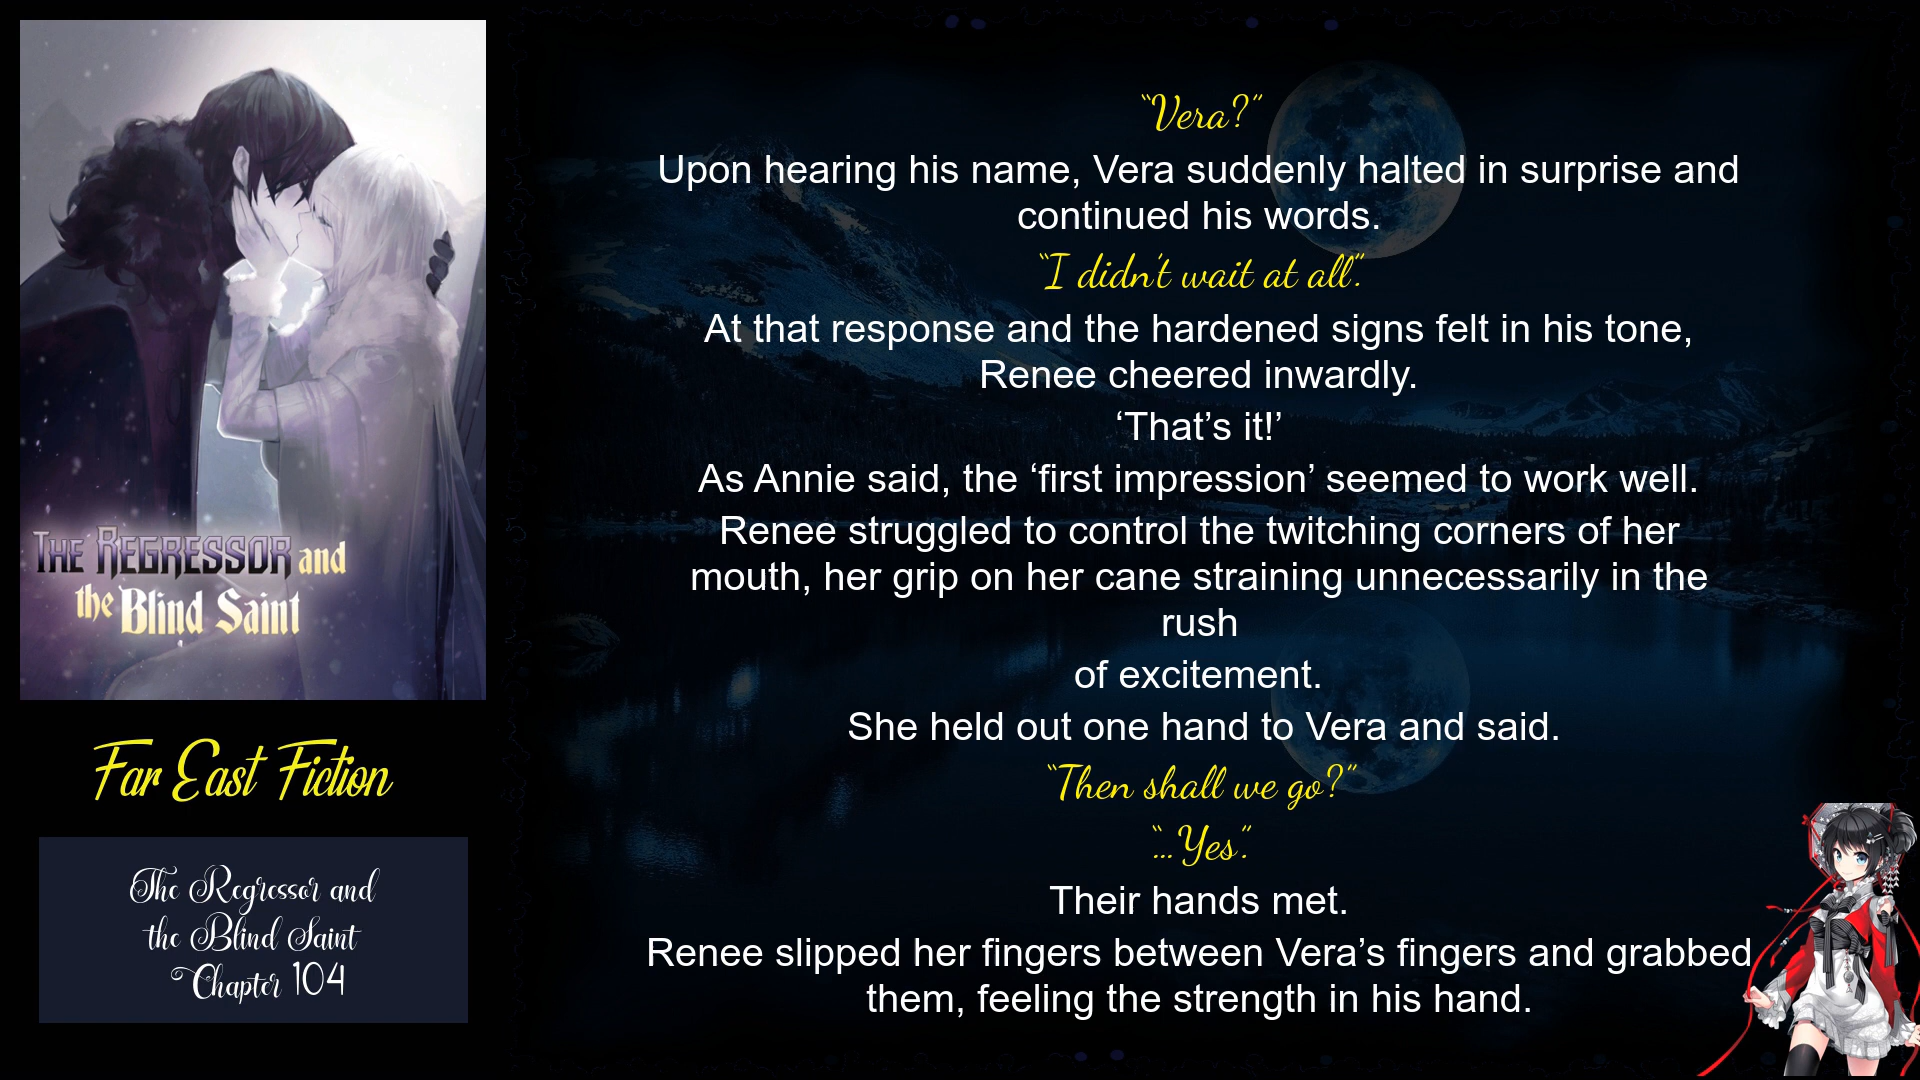 THE REGRESSOR and
the Blind Saint
Far East Fiction
The Regressor and
the Blind Saint
Chapter 104
“Vera?”
Upon hearing his name, Vera suddenly halted in surprise and
continued his words.
“I didn’t wait at all”.
At that response and the hardened signs felt in his tone,
Renee cheered inwardly.
‘That’s it!’
As Annie said, the ‘first impression’ seemed to work well.
Renee struggled to control the twitching corners of her
mouth, her grip on her cane straining unnecessarily in the
rush
of excitement.
She held out one hand to Vera and said.
“Then shall we go?”
“…Yes”.
Their hands met.
Renee slipped her fingers between Vera’s fingers and grabbed
them, feeling the strength in his hand.